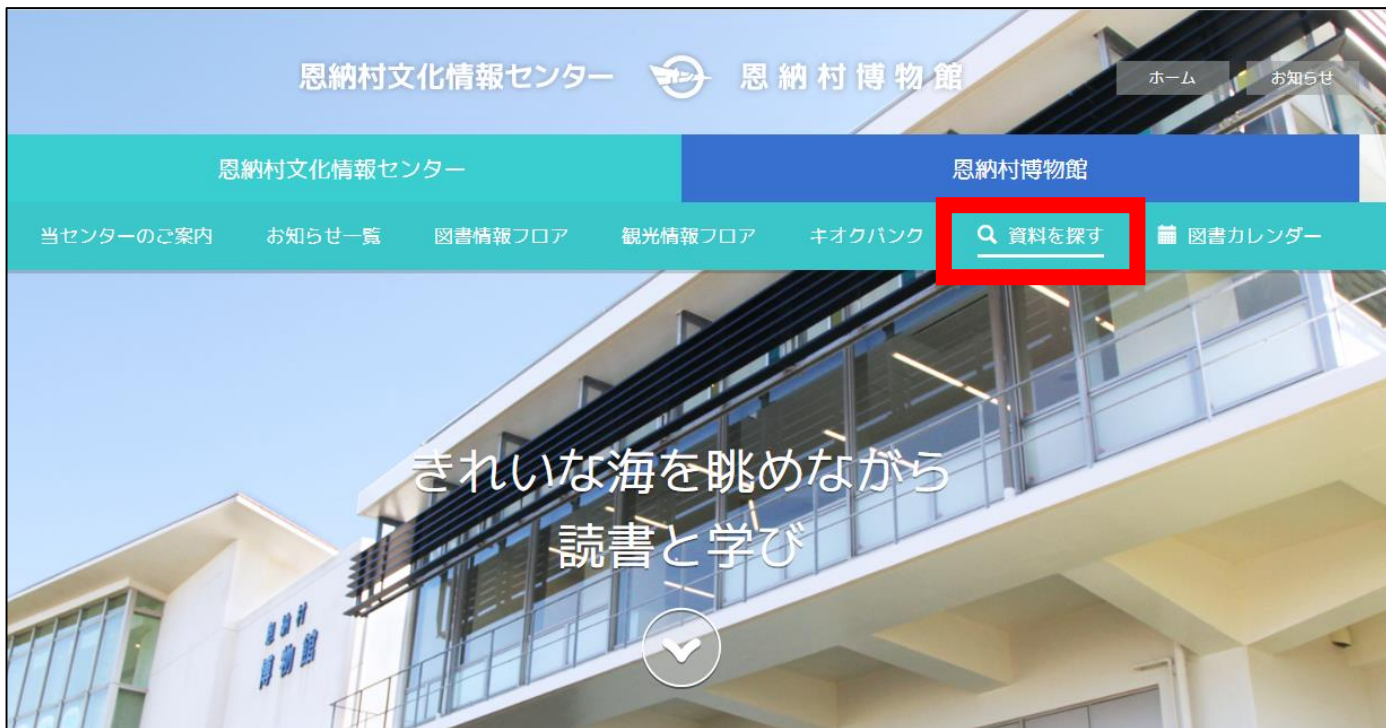 恩納村文化情報センター 恩納村博物館
ホーム お知らせ
恩納村文化情報センター 恩納村博物館
当センターのご案内 お知らせ一覧 図書情報フロア 観光情報フロア キオクバンク 資料を探す 図書カレンダー
きれいな海を眺めながら
読書と学び
恩納村
博物館